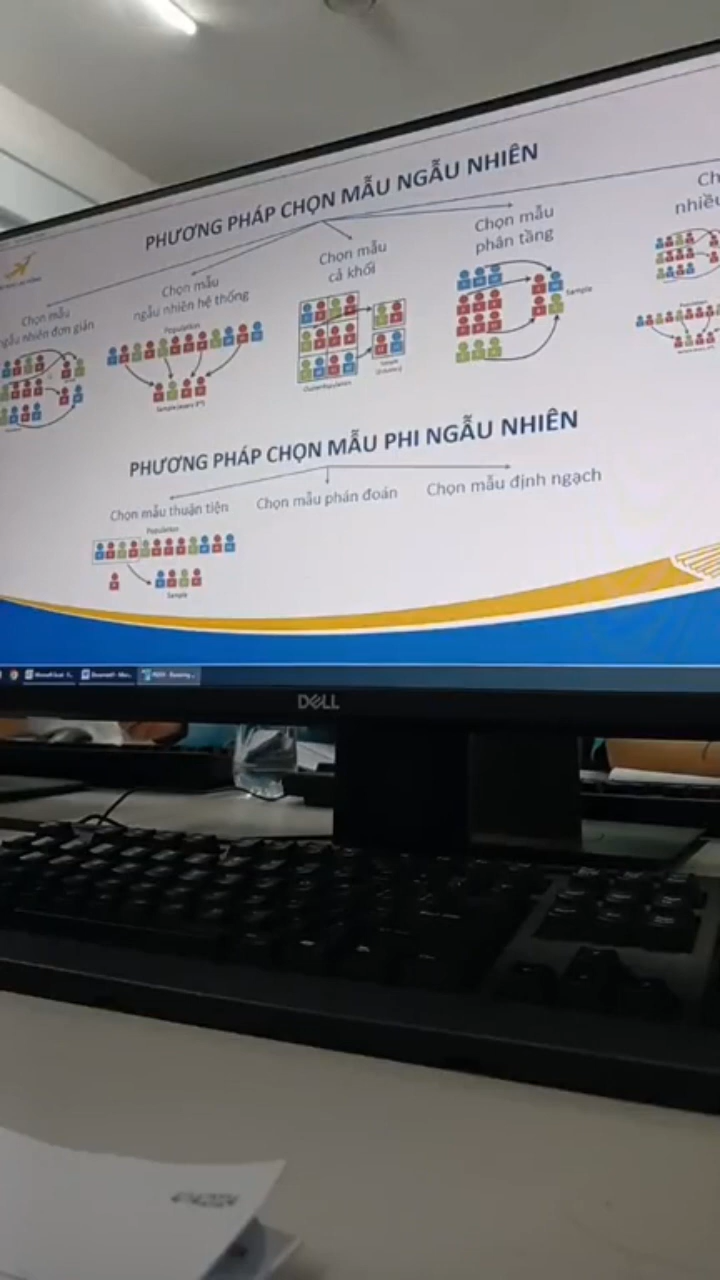 PHƯƠNG PHÁP CHỌN MẪU NGẪU NHIÊN
Chọn mẫu
ngẫu nhiên đơn giản
Chọn mẫu
ngẫu nhiên hệ thống
Population
Chọn mẫu
cả khối
Chọn mẫu
phân tầng
Sample
Ch
nhiều
PHƯƠNG PHÁP CHỌN MẪU PHI NGẪU NHIÊN
Chọn mẫu thuận tiện
Chọn mẫu phán đoán
Chọn mẫu định ngạch
Population
Sample
DELL